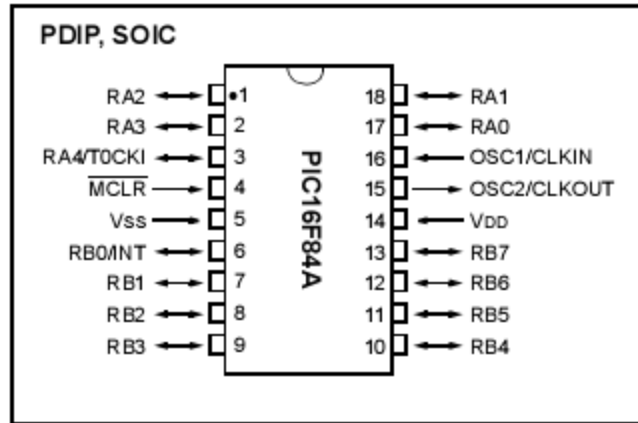 PDIP, SOIC
RA2 •1 18 RA1
RA3 2 17 RA0
RA4/T0CKI 3 16 OSC1/CLKIN
MCLR 4 15 OSC2/CLKOUT
VSS 5 14 VDD
RB0/INT 6 13 RB7
RB1 7 12 RB6
RB2 8 11 RB5
RB3 9 10 RB4
PIC16F84A